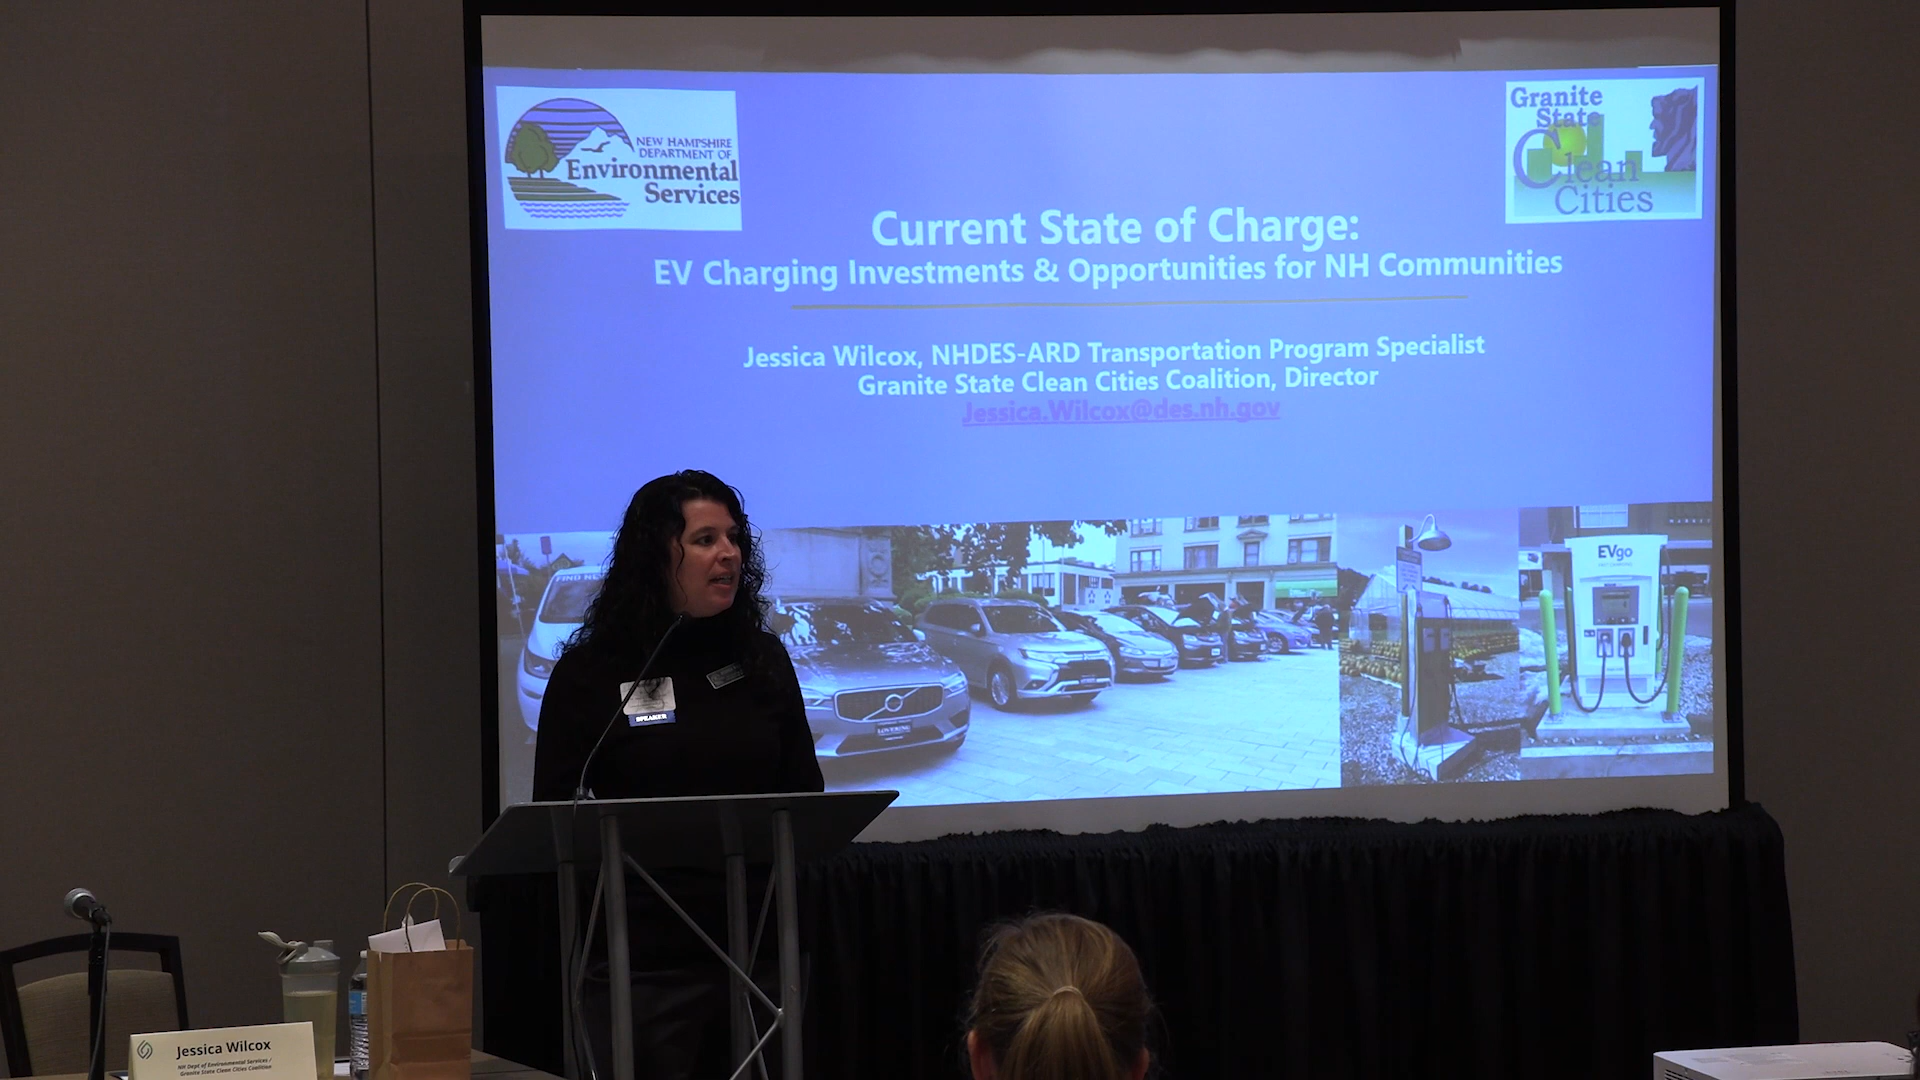 NEW HAMPSHIRE
DEPARTMENT OF
Environmental
Services
Granite
State
Clean
Cities
Current State of Charge:
EV Charging Investments & Opportunities for NH Communities
Jessica Wilcox, NHDES-ARD Transportation Program Specialist
Granite State Clean Cities Coalition, Director
Jessica.Wilcox@des.nh.gov
EVgo
SPEAKER
LOVERING
Jessica Wilcox
NH Dept of Environmental Services /
Granite State Clean Cities Coalition